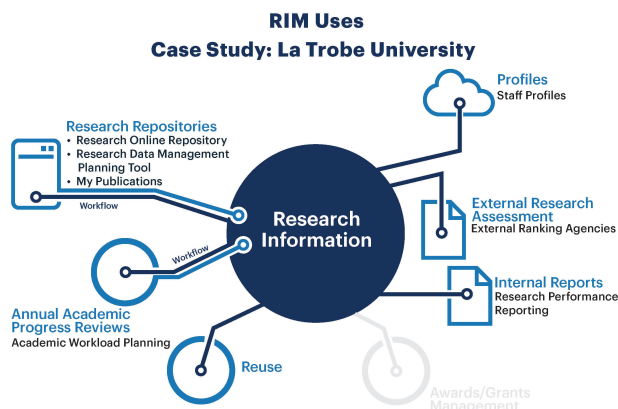 RIM Uses
Case Study: La Trobe University
Profiles
Staff Profiles
Research Repositories
• Research Online Repository
• Research Data Management
Planning Tool
• My Publications
Workflow
External Research
Assessment
External Ranking Agencies
Research
Information
Workflow
Internal Reports
Research Performance
Reporting
Annual Academic
Progress Reviews
Academic Workload Planning
Reuse
Awards/Grants
Management